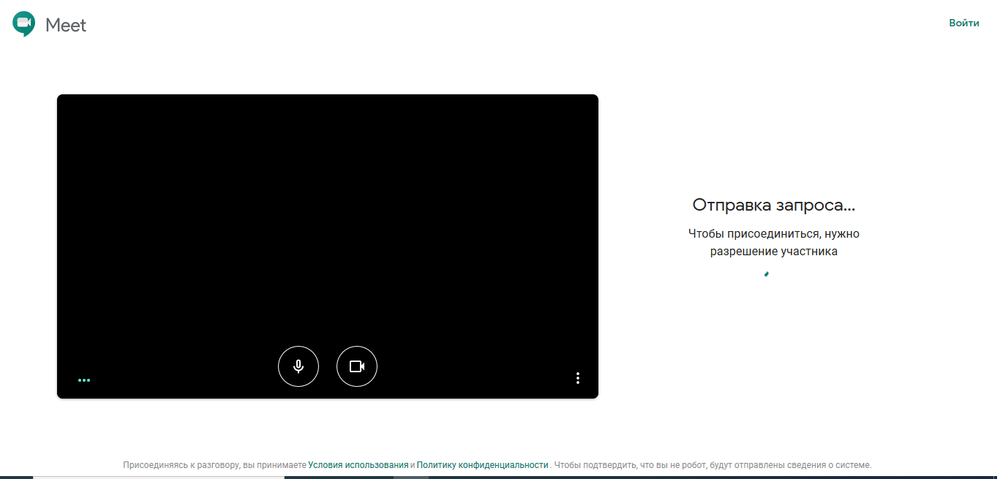 Meet
Войти
Отправка запроса...
Чтобы присоединиться, нужно
разрешение участника
Присоединяясь к разговору, вы принимаете Условия использования и Политику конфиденциальности . Чтобы подтвердить, что вы не робот, будут отправлены сведения о системе.